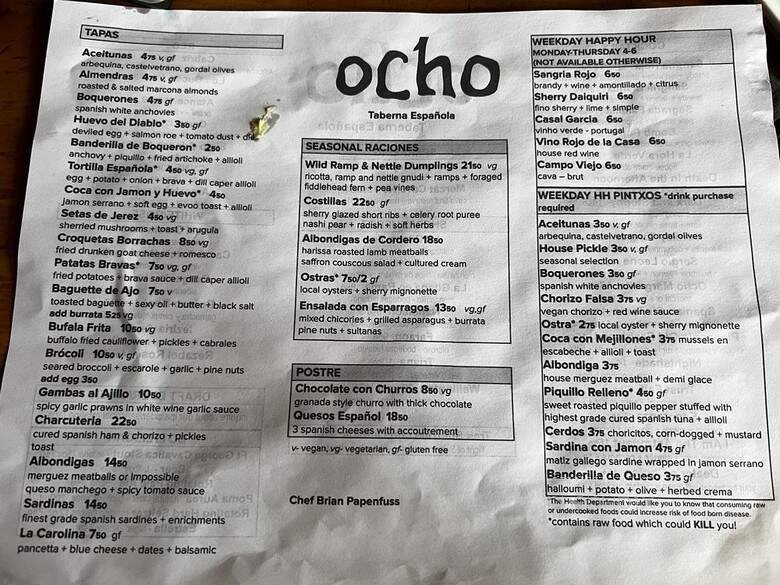 TAPAS
Aceitunas 4⁷⁵ v, gf
arbequina, castelvetrano, gordal olives
Almendras 4⁷⁵ v, gf
roasted & salted marcona almonds
Boquerones 4⁷⁵ gf
spanish white anchovies
Huevo del Diablo* 3⁵⁰ gf
deviled egg + salmon roe + tomato dust +
Banderilla de Boqueron* 2⁵⁰
anchovy + piquillo + fried artichoke + allioli
Tortilla Española* 4⁵⁰ vg, gf
egg + potato + onion + brava + dill caper allioli
Coca con Jamon y Huevo* 4⁵⁰
jamon serrano + soft egg + evoo toast + allioli
Setas de Jerez 4⁵⁰ vg
sherried mushrooms + toast + arugula
Croquetas Borrachas 8⁵⁰ vg
fried drunken goat cheese + romesco
Patatas Bravas* 7⁵⁰ vg, gf
fried potatoes + brava sauce + dill caper allioli
Baguette de Ajo 7⁵⁰ v
toasted baguette + sexy oil + butter + black salt
add burrata 5²⁵ vg
Bufala Frita 10⁵⁰ vg
buffalo fried cauliflower + pickles + cabrales
Brócoli 10⁵⁰ v, gf
seared broccoli + escarole + garlic + pine nuts
add egg 3⁵⁰
Gambas al Ajillo 10⁵⁰
spicy garlic prawns in white wine garlic sauce
Charcuteria 22⁵⁰
cured spanish ham & chorizo + pickles
toast
Albondigas 14⁵⁰
merguez meatballs or Impossible
queso manchego + spicy tomato sauce
Sardinas 14⁵⁰
finest grade spanish sardines + enrichments
La Carolina 7⁵⁰ gf
pancetta + blue cheese + dates + balsamic
ocho
Taberna Española
SEASONAL RACIONES
Wild Ramp & Nettle Dumplings 21⁵⁰ vg
ricotta, ramp and nettle gnudi + ramps + foraged
fiddlehead fern + pea vines
Costillas 22⁵⁰ gf
sherry glazed short ribs + celery root puree
nashi pear + radish + soft herbs
Albondigas de Cordero 18⁵⁰
harissa roasted lamb meatballs
saffron couscous salad + cultured cream
Ostras* 7⁵⁰/2 gf
local oysters + sherry mignonette
Ensalada con Esparragos 13⁵⁰ vg,gf
mixed chicories + grilled asparagus + burrata
pine nuts + sultanas
POSTRE
Chocolate con Churros 8⁵⁰ vg
granada style churro with thick chocolate
Quesos Español 18⁵⁰
3 spanish cheeses with accoutrement
v- vegan, vg- vegetarian, gf- gluten free
Chef Brian Papenfuss
WEEKDAY HAPPY HOUR
MONDAY-THURSDAY 4-6
(NOT AVAILABLE OTHERWISE)
Sangria Rojo 6⁵⁰
brandy + wine + amontillado + citrus
Sherry Daiquiri 6⁵⁰
fino sherry + lime + simple
Casal Garcia 6⁵⁰
vinho verde - portugal
Vino Rojo de la Casa 6⁵⁰
house red wine
Campo Viejo 6⁵⁰
cava – brut
WEEKDAY HH PINTXOS *drink purchase
required
Aceitunas 3⁵⁰ v, gf
arbequina, castelvetrano, gordal olives
House Pickle 3⁵⁰ v, gf
seasonal selection
Boquerones 3⁵⁰ gf
spanish white anchovies
Chorizo Falsa 3⁷⁵ vg
vegan chorizo + red wine sauce
Ostra* 2⁷⁵ local oyster + sherry mignonette
Coca con Mejillones* 3⁷⁵ mussels en
escabeche + allioli + toast
Albondiga 3⁷⁵
house merguez meatball + demi glace
Piquillo Relleno* 4⁵⁰ gf
sweet roasted piquillo pepper stuffed with
highest grade cured spanish tuna + allioli
Cerdos 3⁷⁵ choricitos, corn-dogged + mustard
Sardina con Jamon 4⁷⁵ gf
matiz gallego sardine wrapped in jamon serrano
Banderilla de Queso 3⁷⁵ gf
halloumi + potato + olive + herbed crema
*The Health Department would like you to know that consuming raw
or undercooked foods could increase risk of food born disease.
*contains raw food which could KILL you!